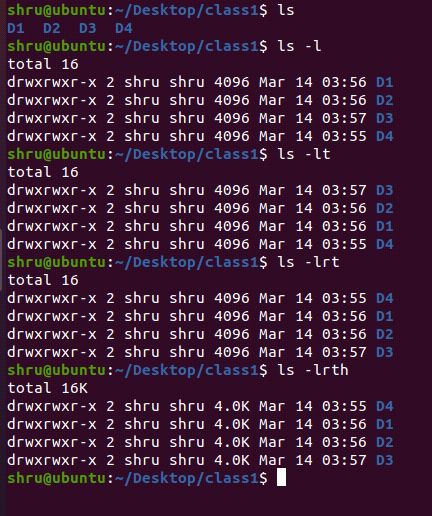 shru@ubuntu:~/Desktop/class1$ ls
D1  D2  D3  D4
shru@ubuntu:~/Desktop/class1$ ls -l
total 16
drwxrwxr-x 2 shru shru 4096 Mar 14 03:56 D1
drwxrwxr-x 2 shru shru 4096 Mar 14 03:56 D2
drwxrwxr-x 2 shru shru 4096 Mar 14 03:57 D3
drwxrwxr-x 2 shru shru 4096 Mar 14 03:55 D4
shru@ubuntu:~/Desktop/class1$ ls -lt
total 16
drwxrwxr-x 2 shru shru 4096 Mar 14 03:57 D3
drwxrwxr-x 2 shru shru 4096 Mar 14 03:56 D2
drwxrwxr-x 2 shru shru 4096 Mar 14 03:56 D1
drwxrwxr-x 2 shru shru 4096 Mar 14 03:55 D4
shru@ubuntu:~/Desktop/class1$ ls -lrt
total 16
drwxrwxr-x 2 shru shru 4096 Mar 14 03:55 D4
drwxrwxr-x 2 shru shru 4096 Mar 14 03:56 D1
drwxrwxr-x 2 shru shru 4096 Mar 14 03:56 D2
drwxrwxr-x 2 shru shru 4096 Mar 14 03:57 D3
shru@ubuntu:~/Desktop/class1$ ls -lrth
total 16K
drwxrwxr-x 2 shru shru 4.0K Mar 14 03:55 D4
drwxrwxr-x 2 shru shru 4.0K Mar 14 03:56 D1
drwxrwxr-x 2 shru shru 4.0K Mar 14 03:56 D2
drwxrwxr-x 2 shru shru 4.0K Mar 14 03:57 D3
shru@ubuntu:~/Desktop/class1$